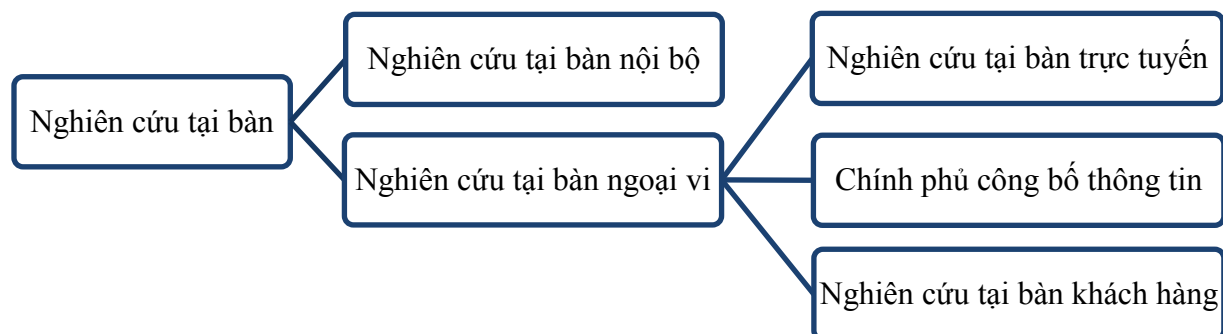 Nghiên cứu tại bàn
Nghiên cứu tại bàn nội bộ
Nghiên cứu tại bàn ngoại vi
Nghiên cứu tại bàn trực tuyến
Chính phủ công bố thông tin
Nghiên cứu tại bàn khách hàng